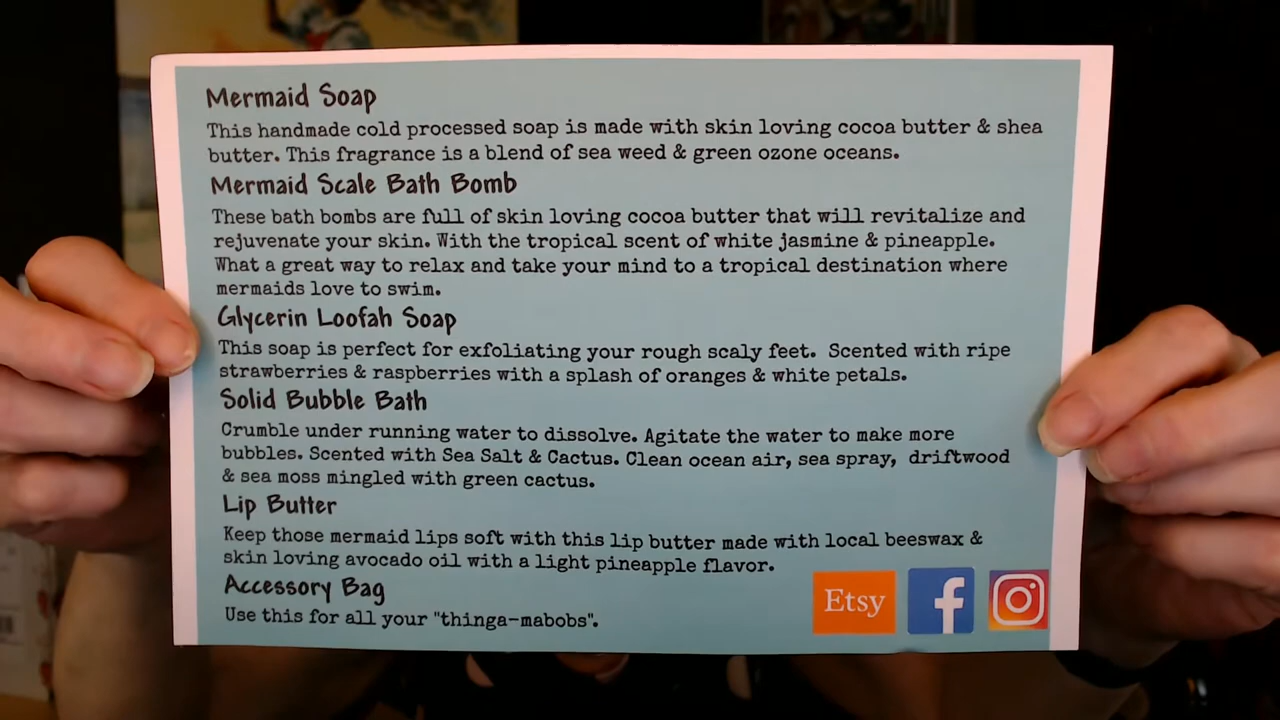 Mermaid Soap
This handmade cold processed soap is made with skin loving cocoa butter & shea
butter. This fragrance is a blend of sea weed & green ozone oceans.
Mermaid Scale Bath Bomb
These bath bombs are full of skin loving cocoa butter that will revitalize and
rejuvenate your skin. With the tropical scent of white jasmine & pineapple.
What a great way to relax and take your mind to a tropical destination where
mermaids love to swim.
Glycerin Loofah Soap
This soap is perfect for exfoliating your rough scaly feet. Scented with ripe
strawberries & raspberries with a splash of oranges & white petals.
Solid Bubble Bath
Crumble under running water to dissolve. Agitate the water to make more
bubbles. Scented with Sea Salt & Cactus. Clean ocean air, sea spray, driftwood
& sea moss mingled with green cactus.
Lip Butter
Keep those mermaid lips soft with this lip butter made with local beeswax &
skin loving avocado oil with a light pineapple flavor.
Accessory Bag
Use this for all your "thinga-mabobs".
Etsy f